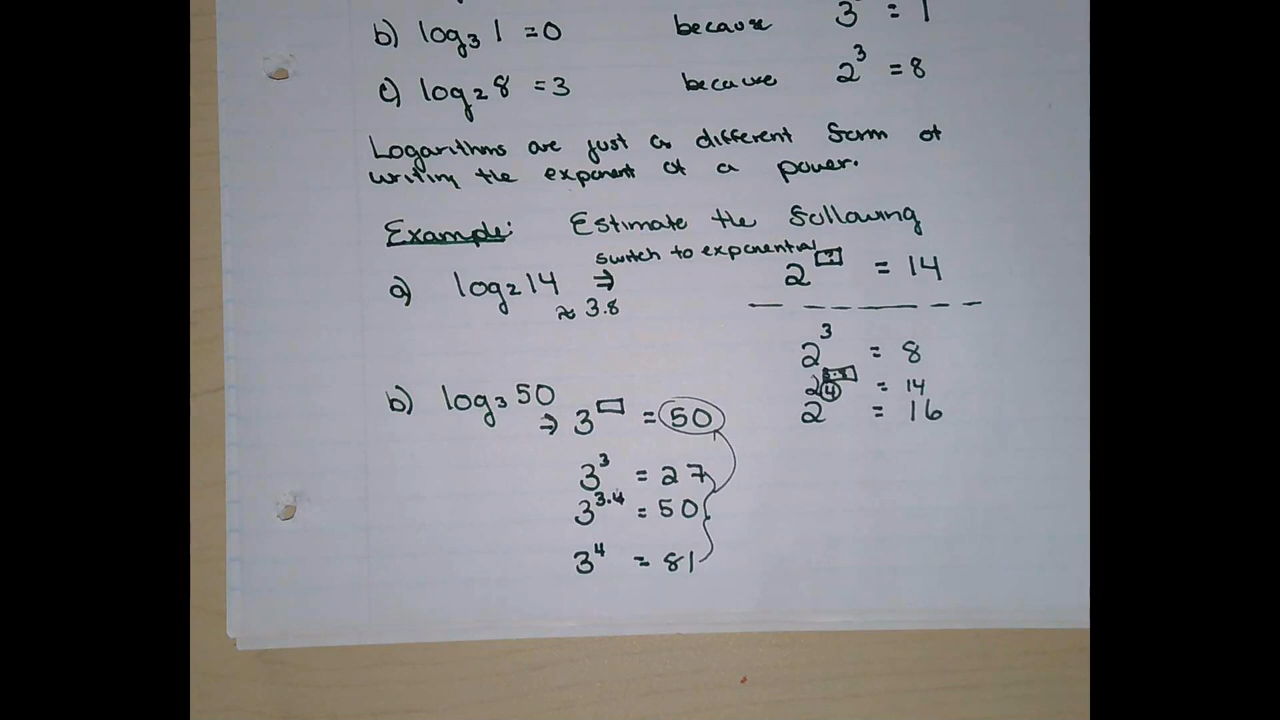 b) log₃ 1 = 0 because 3 = 1
c) log₂ 8 = 3 because 2³ = 8
Logarithms are just a different form of
writing the exponent of a power.
Example: Estimate the following
switch to exponential
a) log₂ 14 ⇒ 2^□ = 14
≈ 3.8
2³ = 8
2 = 14
2⁴ = 16
b) log₃ 50
⇒ 3^□ = 50
3³ = 27
3^3.4 = 50
3⁴ = 81